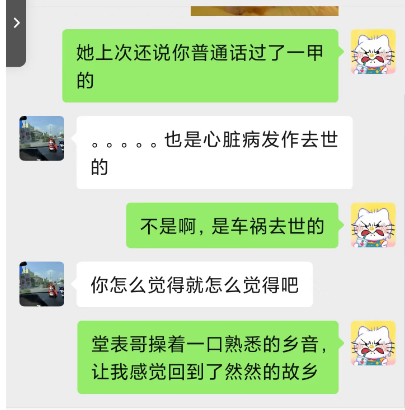 她上次还说你普通话过了一甲
的
。。。。。也是心脏病发作去世
的
不是啊，是车祸去世的
你怎么觉得就怎么觉得吧
堂表哥操着一口熟悉的乡音，
让我感觉回到了然然的故乡